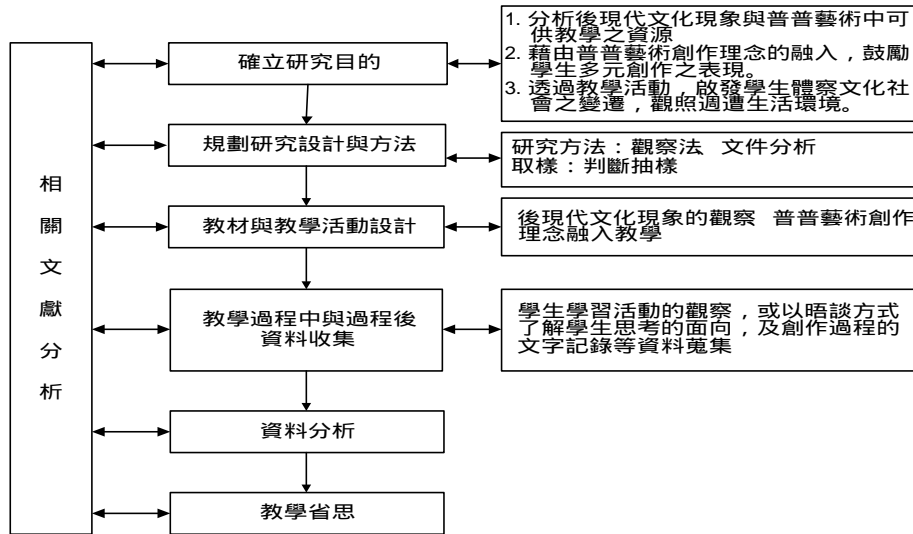 相
關
文
獻
分
析
確立研究目的
1. 分析後現代文化現象與普普藝術中可
供教學之資源
2. 藉由普普藝術創作理念的融入，鼓勵
學生多元創作之表現。
3. 透過教學活動，啟發學生體察文化社
會之變遷，觀照週遭生活環境。
規劃研究設計與方法
研究方法：觀察法 文件分析
取樣：判斷抽樣
教材與教學活動設計
後現代文化現象的觀察 普普藝術創作
理念融入教學
教學過程中與過程後
資料收集
學生學習活動的觀察，或以晤談方式
了解學生思考的面向，及創作過程的
文字記錄等資料蒐集
資料分析
教學省思